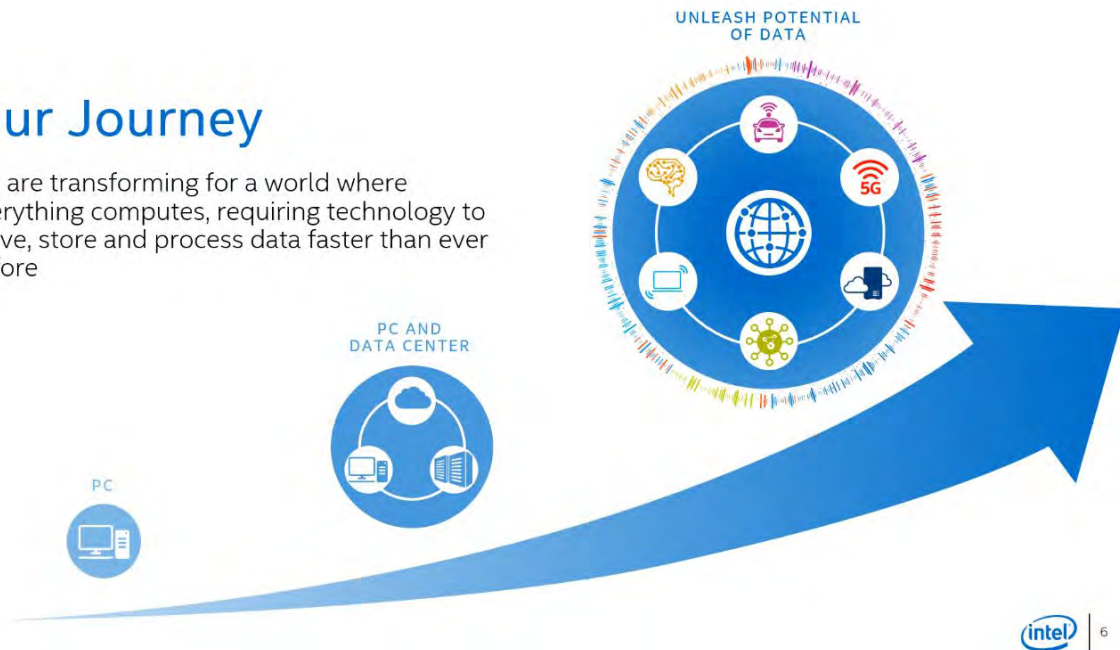 UNLEASH POTENTIAL
OF DATA
ur Journey
are transforming for a world where
erything computes, requiring technology to
ve, store and process data faster than ever
fore
PC AND
DATA CENTER
PC
5G
intel
6